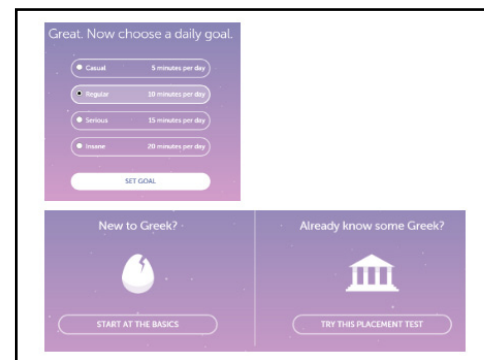 Great. Now choose a daily goal.
Casual 5 minutes per day
Regular 10 minutes per day
Serious 15 minutes per day
Insane 20 minutes per day
SET GOAL
New to Greek?
START AT THE BASICS
Already know some Greek?
TRY THIS PLACEMENT TEST